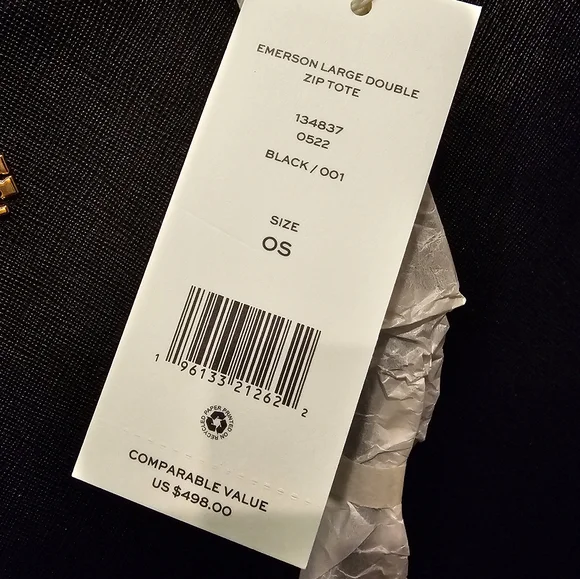 EMERSON LARGE DOUBLE
ZIP TOTE
134837
0522
BLACK / 001
SIZE
OS
1 96133 21262 2
PRINTED ON RECYCLED PAPER
COMPARABLE VALUE
US $498.00